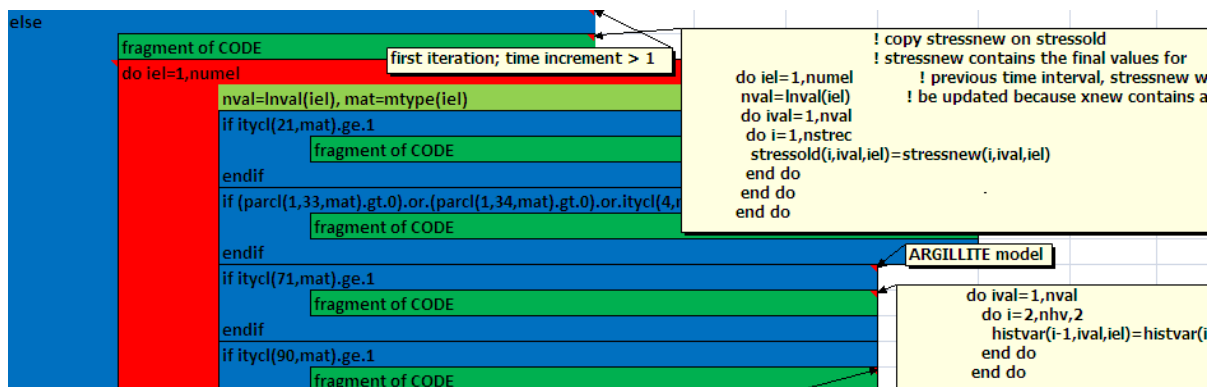 else
fragment of CODE
first iteration; time increment > 1
do iel=1,numel
nval=lnval(iel), mat=mtype(iel)
if itycl(21,mat).ge.1
fragment of CODE
endif
if (parcl(1,33,mat).gt.0).or.(parcl(1,34,mat).gt.0).or.itycl(4,
fragment of CODE
endif
if itycl(71,mat).ge.1
fragment of CODE
endif
if itycl(90,mat).ge.1
fragment of CODE
! copy stressnew on stressold
! stressnew contains the final values for
do iel=1,numel ! previous time interval, stressnew
nval=lnval(iel) ! be updated because xnew contains
do ival=1,nval
do i=1,nstrec
stressold(i,ival,iel)=stressnew(i,ival,iel)
end do
end do
end do
ARGILLITE model
do ival=1,nval
do i=2,nhv,2
histvar(i-1,ival,iel)=histvar(i
end do
end do